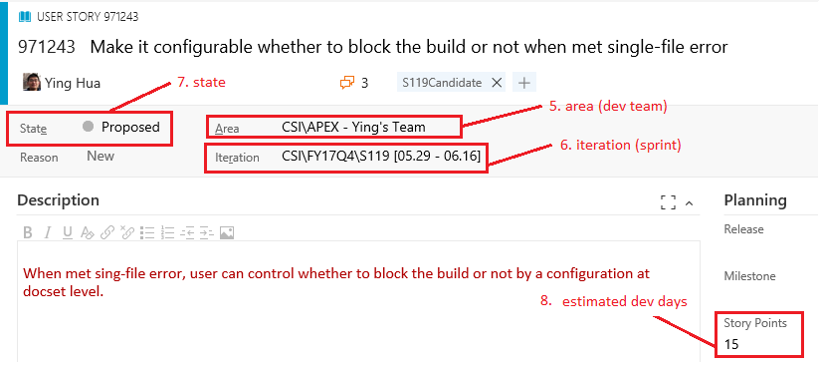 USER STORY 971243
971243 Make it configurable whether to block the build or not when met single-file error
Ying Hua
7. state
3
S119Candidate
5. area (dev team)
State
Proposed
Area
CSI\APEX - Ying's Team
6. iteration (sprint)
Reason
New
Iteration
CSI\FY17Q4\S119 [05.29 - 06.16]
Description
Planning
B I U
Release
When met sing-file error, user can control whether to block the build or not by a configuration at
docset level.
Milestone
8. estimated dev days
Story Points
15